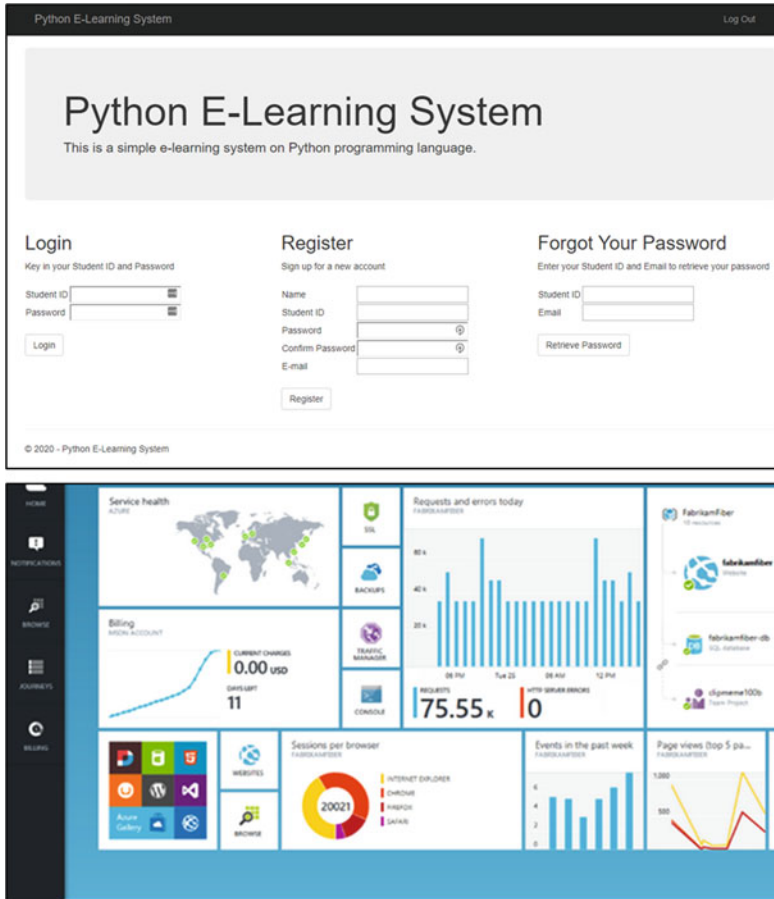 Python E-Learning System
Log Out
Python E-Learning System
This is a simple e-learning system on Python programming language.
Login
Key in your Student ID and Password
Student ID
Password
Login
Register
Sign up for a new account
Name
Student ID
Password
Confirm Password
E-mail
Register
Forgot Your Password
Enter your Student ID and Email to retrieve your password
Student ID
Email
Retrieve Password
© 2020 - Python E-Learning System
HOME
NOTIFICATIONS
BROWSE
JOURNEYS
BILLING
Service health
AZURE
SSL
BACKUPS
Requests and errors today
FABRIKAMFIBER
80 k
40 k
20 k
06 PM
Tue 25
06 AM
12 PM
REQUESTS
75.55 K
HTTP SERVER ERRORS
0
FabrikamFiber
10 resources
fabrikamfiber
Website
fabrikamfiber-db
SQL database
clipmeme100b
Team Project
Billing
MSDN ACCOUNT
CURRENT CHARGES
0.00 USD
DAYS LEFT
11
TRAFFIC
MANAGER
CONSOLE
Azure
Gallery
WEBSITES
BROWSE
Sessions per browser
FABRIKAMFIBER
20021
INTERNET EXPLORER
CHROME
FIREFOX
SAFARI
Events in the past week
FABRIKAMFIBER
6
4
2
0
Page views (top 5 pa...
FABRIKAMFIBER
1,000
500